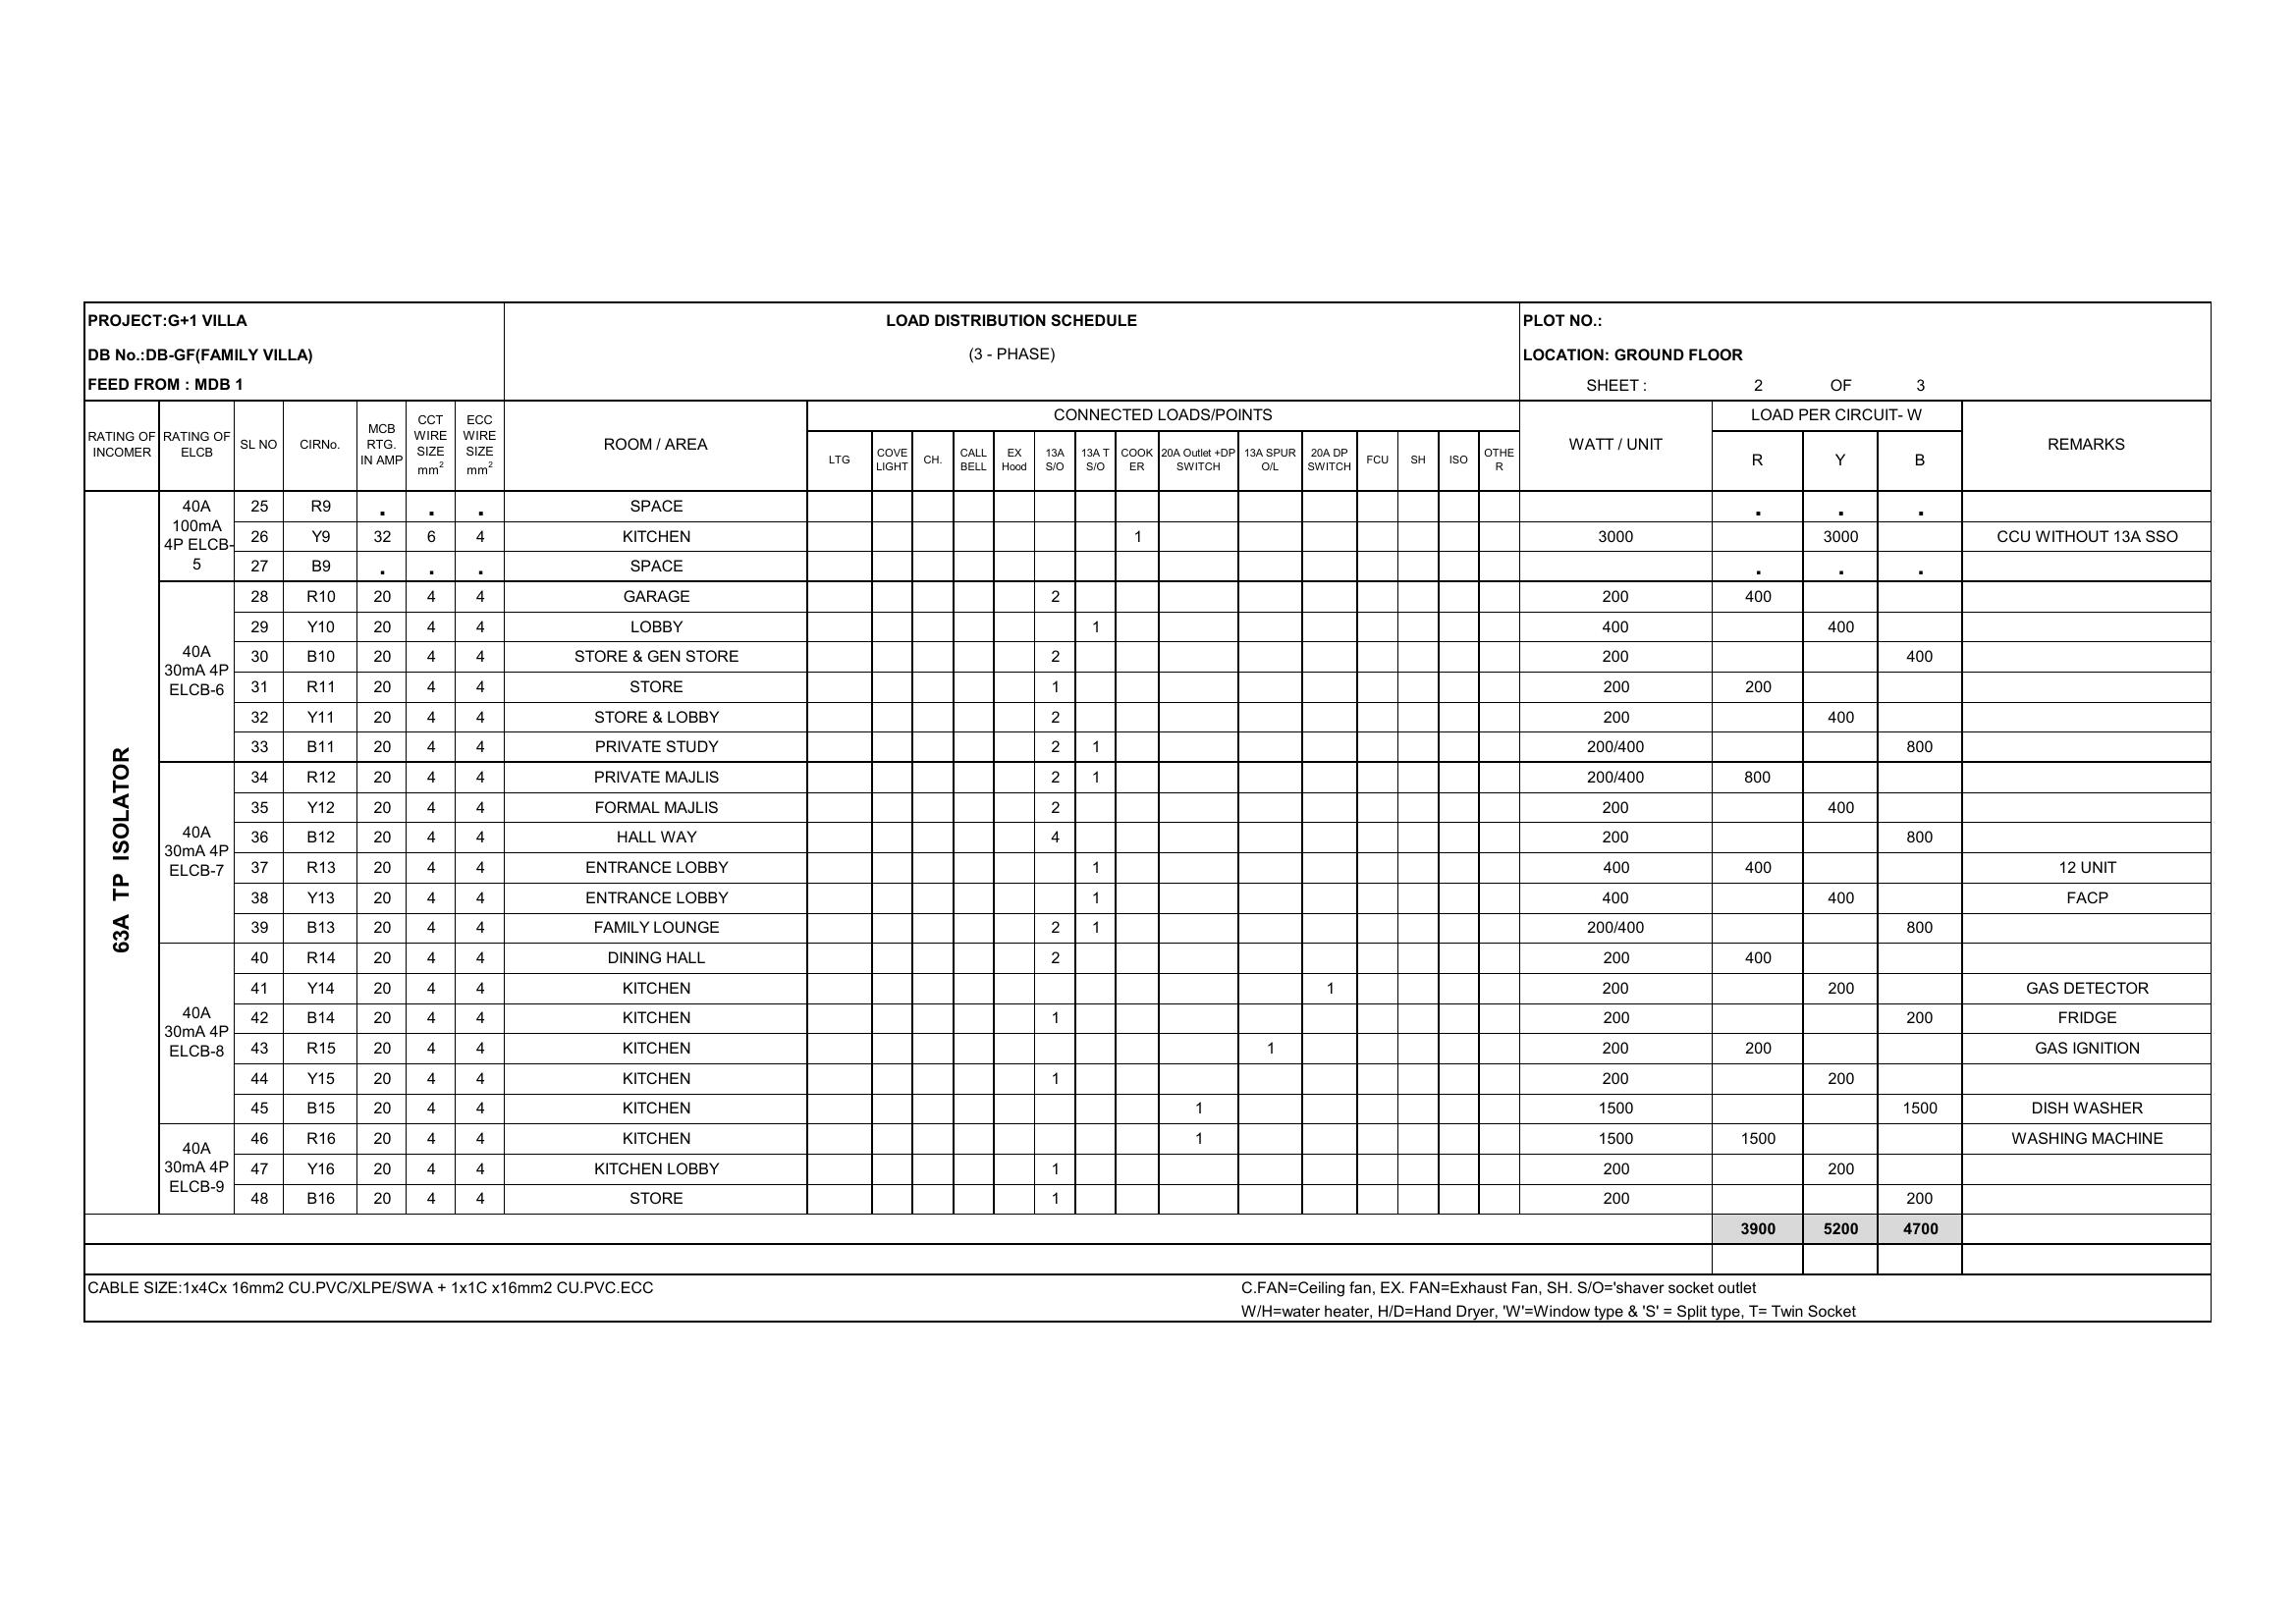 PROJECT:G+1 VILLA
LOAD DISTRIBUTION SCHEDULE
PLOT NO.:
DB No.:DB-GF(FAMILY VILLA)
(3 - PHASE)
LOCATION: GROUND FLOOR
FEED FROM : MDB 1
SHEET : 2 OF 3
RATING OF INCOMER
RATING OF ELCB
SL NO
CIRNo.
MCB RTG. IN AMP
CCT WIRE SIZE mm2
ECC WIRE SIZE mm2
ROOM / AREA
CONNECTED LOADS/POINTS
LTG
COVE LIGHT
CH.
CALL BELL
EX Hood
13A S/O
13A T S/O
COOK ER
20A Outlet +DP SWITCH
13A SPUR O/L
20A DP SWITCH
FCU
SH
ISO
OTHE R
WATT / UNIT
LOAD PER CIRCUIT- W
R Y B
REMARKS
63A TP ISOLATOR
40A 100mA 4P ELCB-5
25 R9 . . . SPACE . . .
26 Y9 32 6 4 KITCHEN 1 3000 3000 CCU WITHOUT 13A SSO
27 B9 . . . SPACE . . .
40A 30mA 4P ELCB-6
28 R10 20 4 4 GARAGE 2 200 400
29 Y10 20 4 4 LOBBY 1 400 400
30 B10 20 4 4 STORE & GEN STORE 2 200 400
31 R11 20 4 4 STORE 1 200 200
32 Y11 20 4 4 STORE & LOBBY 2 200 400
33 B11 20 4 4 PRIVATE STUDY 2 1 200/400 800
40A 30mA 4P ELCB-7
34 R12 20 4 4 PRIVATE MAJLIS 2 1 200/400 800
35 Y12 20 4 4 FORMAL MAJLIS 2 200 400
36 B12 20 4 4 HALL WAY 4 200 800
37 R13 20 4 4 ENTRANCE LOBBY 1 400 400 12 UNIT
38 Y13 20 4 4 ENTRANCE LOBBY 1 400 400 FACP
39 B13 20 4 4 FAMILY LOUNGE 2 1 200/400 800
40A 30mA 4P ELCB-8
40 R14 20 4 4 DINING HALL 2 200 400
41 Y14 20 4 4 KITCHEN 1 200 200 GAS DETECTOR
42 B14 20 4 4 KITCHEN 1 200 200 FRIDGE
43 R15 20 4 4 KITCHEN 1 200 200 GAS IGNITION
44 Y15 20 4 4 KITCHEN 1 200 200
45 B15 20 4 4 KITCHEN 1 1500 1500 DISH WASHER
40A 30mA 4P ELCB-9
46 R16 20 4 4 KITCHEN 1 1500 1500 WASHING MACHINE
47 Y16 20 4 4 KITCHEN LOBBY 1 200 200
48 B16 20 4 4 STORE 1 200 200
3900 5200 4700
CABLE SIZE:1x4Cx 16mm2 CU.PVC/XLPE/SWA + 1x1C x16mm2 CU.PVC.ECC
C.FAN=Ceiling fan, EX. FAN=Exhaust Fan, SH. S/O='shaver socket outlet
W/H=water heater, H/D=Hand Dryer, 'W'=Window type & 'S' = Split type, T= Twin Socket